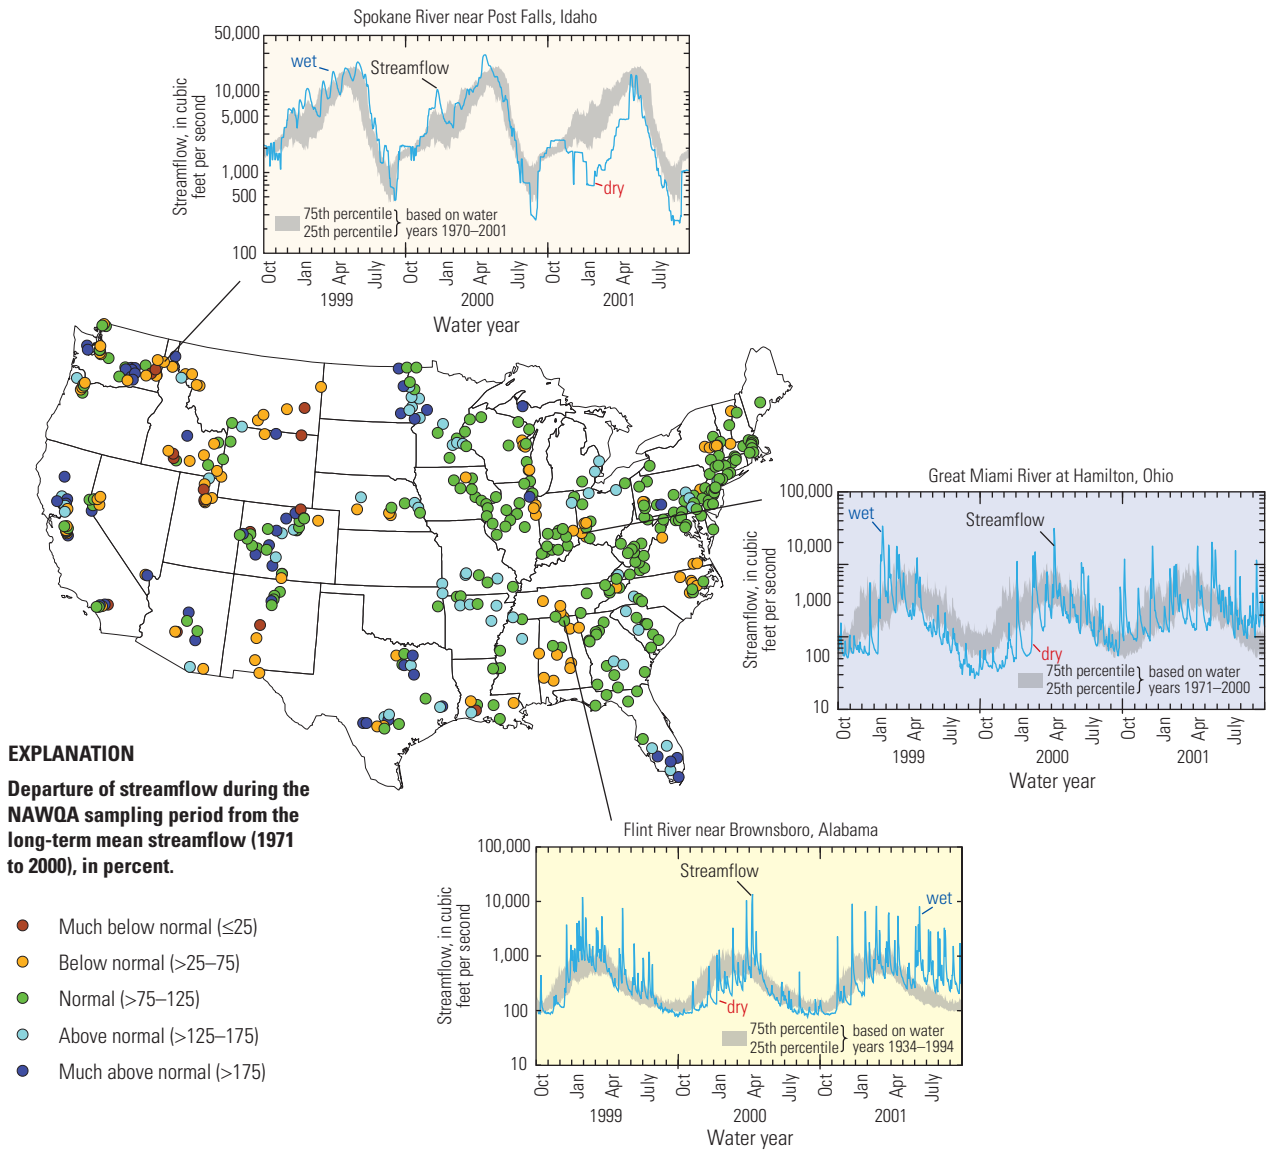 Spokane River near Post Falls, Idaho
Streamflow, in cubic
feet per second
50,000
10,000
5,000
1,000
500
100
wet
Streamflow
dry
75th percentile
25th percentile
based on water
years 1970–2001
Oct Jan Apr July Oct Jan Apr July Oct Jan Apr July
1999 2000 2001
Water year
Great Miami River at Hamilton, Ohio
Streamflow, in cubic
feet per second
100,000
10,000
1,000
100
10
wet
Streamflow
dry
75th percentile
25th percentile
based on water
years 1971–2000
Oct Jan Apr July Oct Jan Apr July Oct Jan Apr July
1999 2000 2001
Water year
EXPLANATION
Departure of streamflow during the
NAWQA sampling period from the
long-term mean streamflow (1971
to 2000), in percent.
Much below normal (≤25)
Below normal (>25–75)
Normal (>75–125)
Above normal (>125–175)
Much above normal (>175)
Flint River near Brownsboro, Alabama
Streamflow, in cubic
feet per second
100,000
10,000
1,000
100
10
Streamflow
wet
dry
75th percentile
25th percentile
based on water
years 1934–1994
Oct Jan Apr July Oct Jan Apr July Oct Jan Apr July
1999 2000 2001
Water year